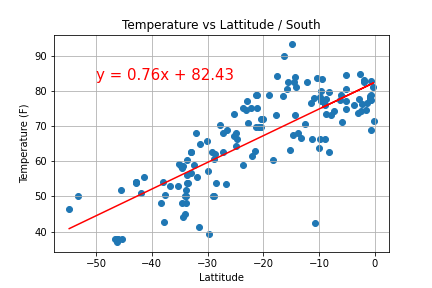 Temperature vs Lattitude / South
y = 0.76x + 82.43
Temperature (F)
90
80
70
60
50
40
−50 −40 −30 −20 −10 0
Lattitude